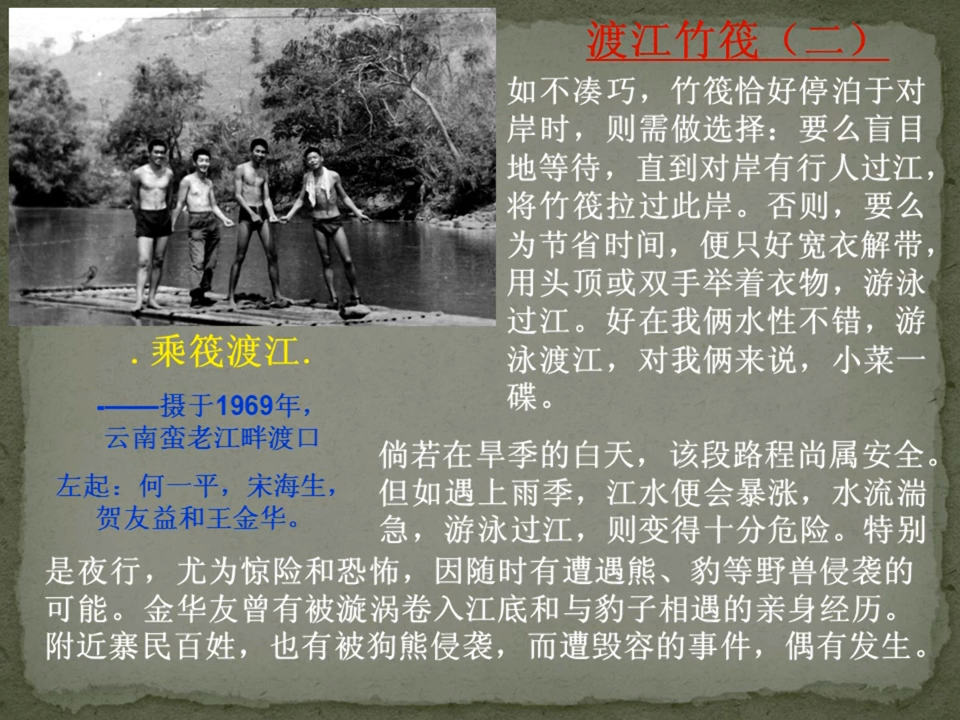 渡江竹筏（二）
如不凑巧，竹筏恰好停泊于对
岸时，则需做选择：要么盲目
地等待，直到对岸有行人过江，
将竹筏拉过此岸。否则，要么
为节省时间，便只好宽衣解带，
用头顶或双手举着衣物，游泳
过江。好在我俩水性不错，游
泳渡江，对我俩来说，小菜一
碟。
. 乘筏渡江.
-——摄于1969年，
云南蛮老江畔渡口
左起：何一平，宋海生，
贺友益和王金华。
倘若在旱季的白天，该段路程尚属安全。
但如遇上雨季，江水便会暴涨，水流湍
急，游泳过江，则变得十分危险。特别
是夜行，尤为惊险和恐怖，因随时有遭遇熊、豹等野兽侵袭的
可能。金华友曾有被漩涡卷入江底和与豹子相遇的亲身经历。
附近寨民百姓，也有被狗熊侵袭，而遭毁容的事件，偶有发生。